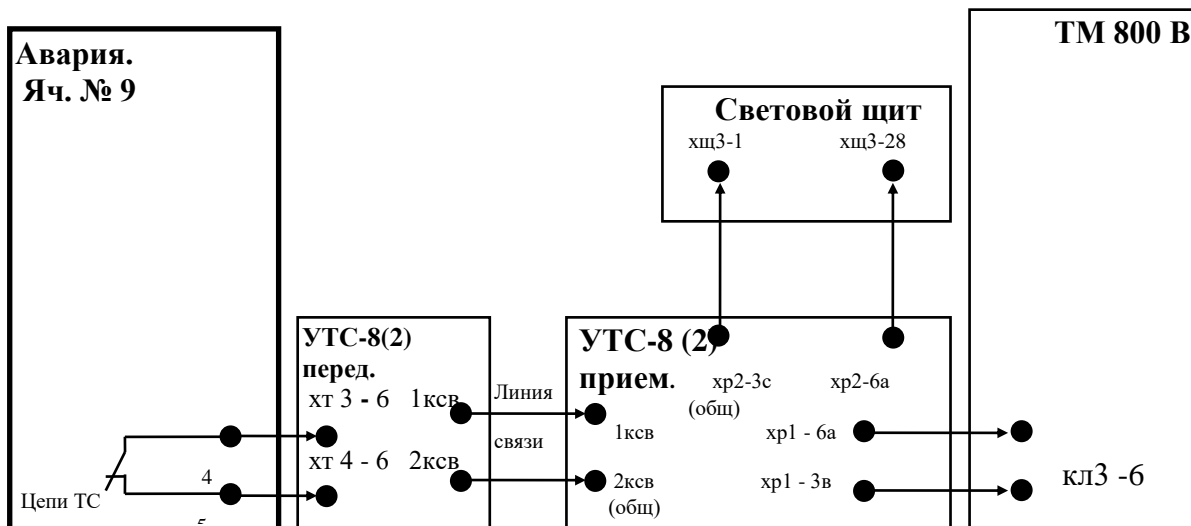 Авария.
Яч. № 9
ТМ 800 В
Световой щит
хщ3-1
хщ3-28
УТС-8(2)
перед.
УТС-8 (2)
прием.
хр2-3с
(общ)
хр2-6а
хт 3 - 6 1ксв
Линия
связи
1ксв
хр1 - 6а
хт 4 - 6 2ксв
4
Цепи ТС
2ксв
(общ)
хр1 - 3в
кл3 -6
5